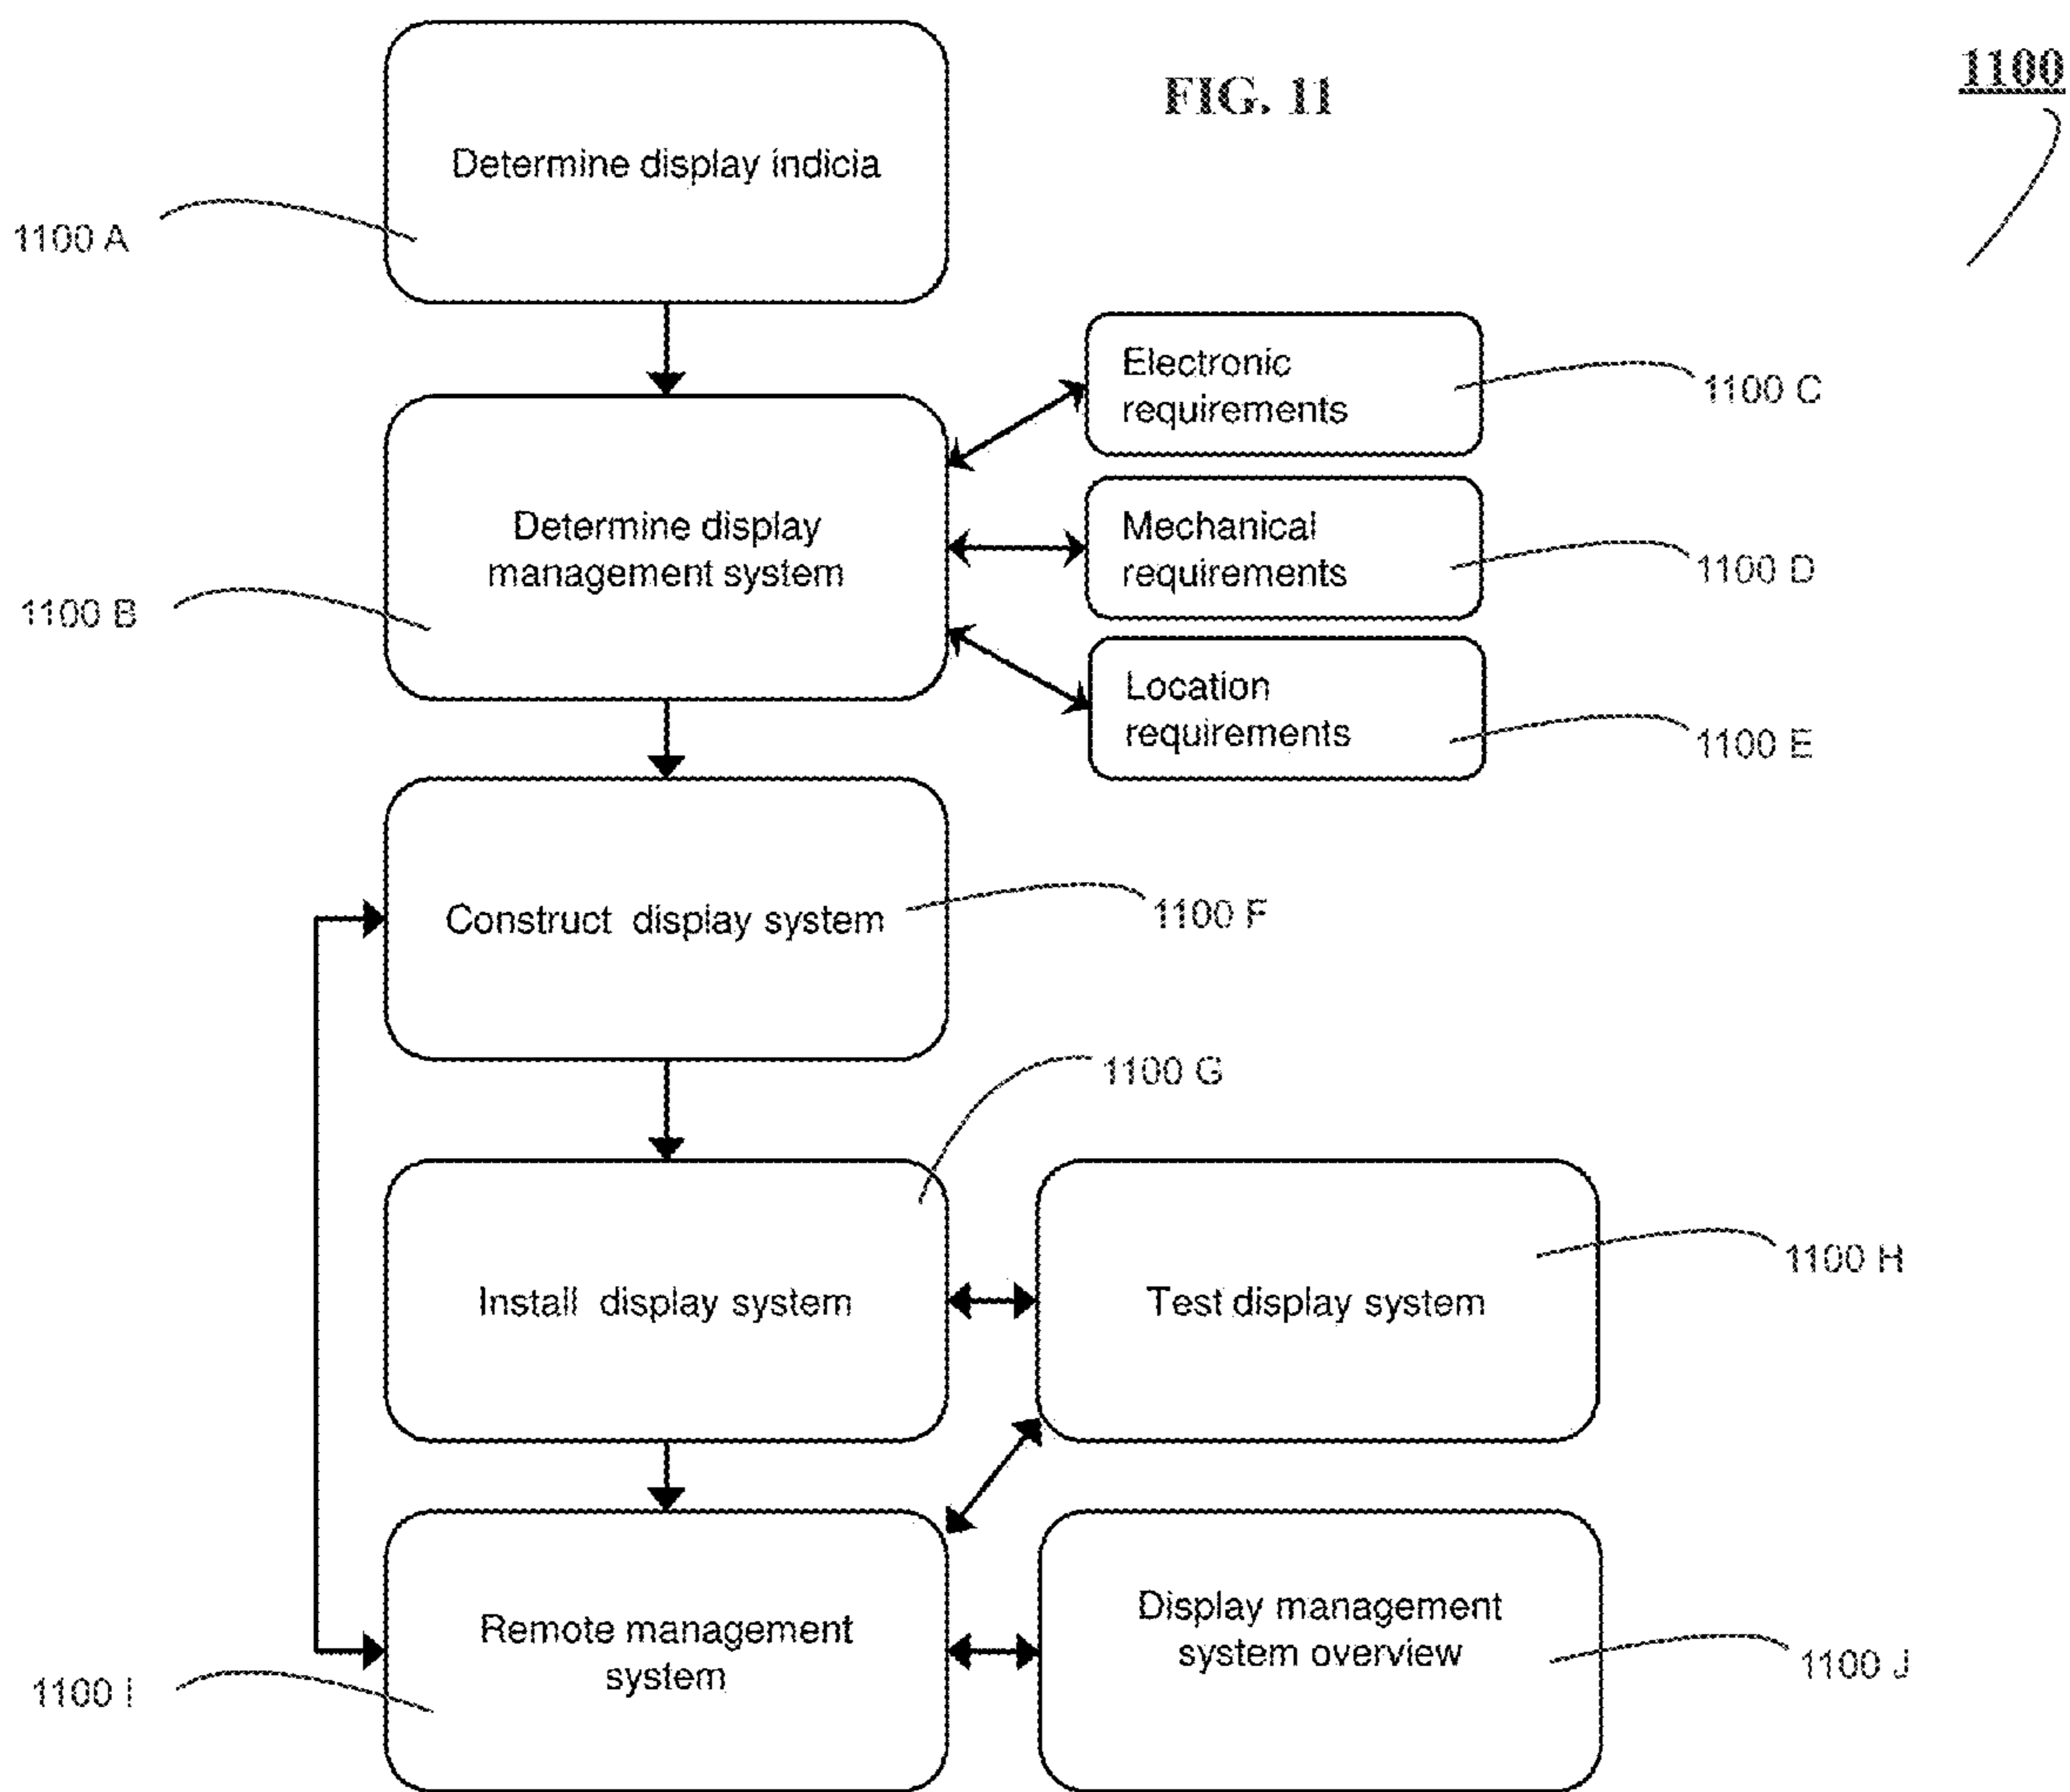 FIG. 11
1100
Determine display indicia
1100 A
Electronic
requirements
1100 C
Determine display
management system
1100 B
Mechanical
requirements
1100 D
Location
requirements
1100 E
Construct display system
1100 F
1100 G
Install display system
Test display system
1100 H
Remote management
system
1100 I
Display management
system overview
1100 J